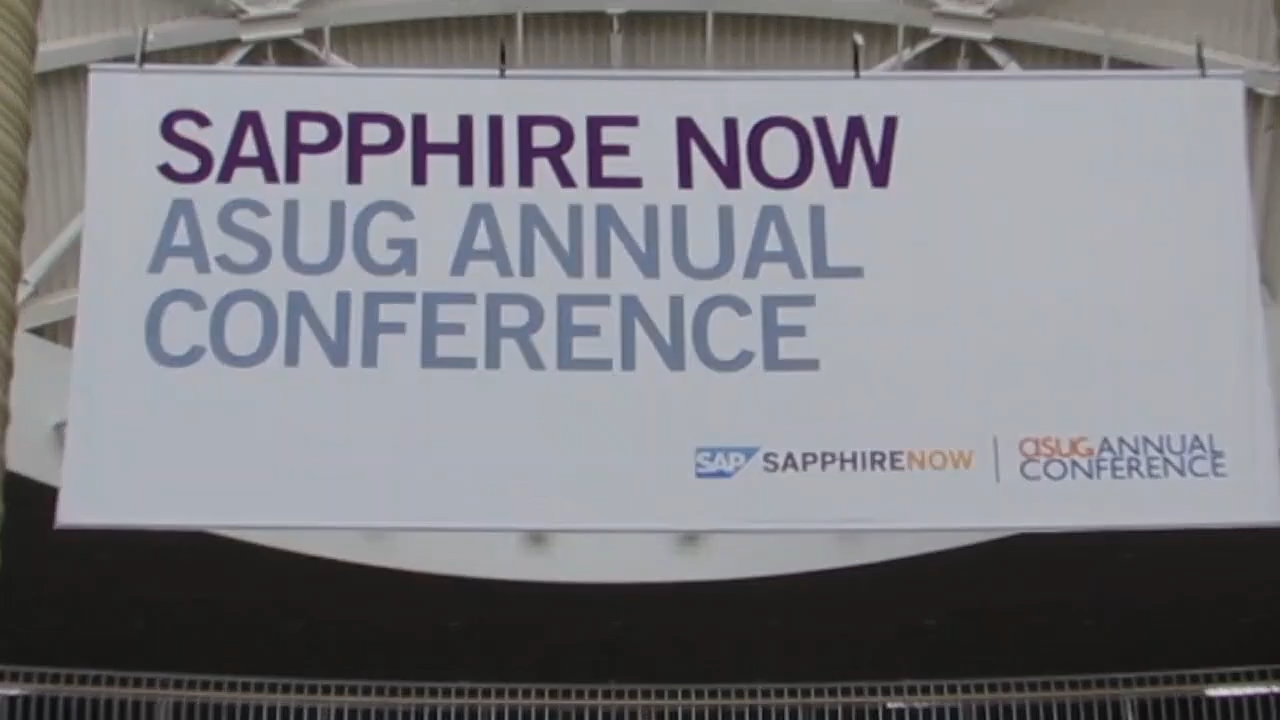 SAPPHIRE NOW
ASUG ANNUAL
CONFERENCE
SAP SAPPHIRENOW
asug ANNUAL
CONFERENCE